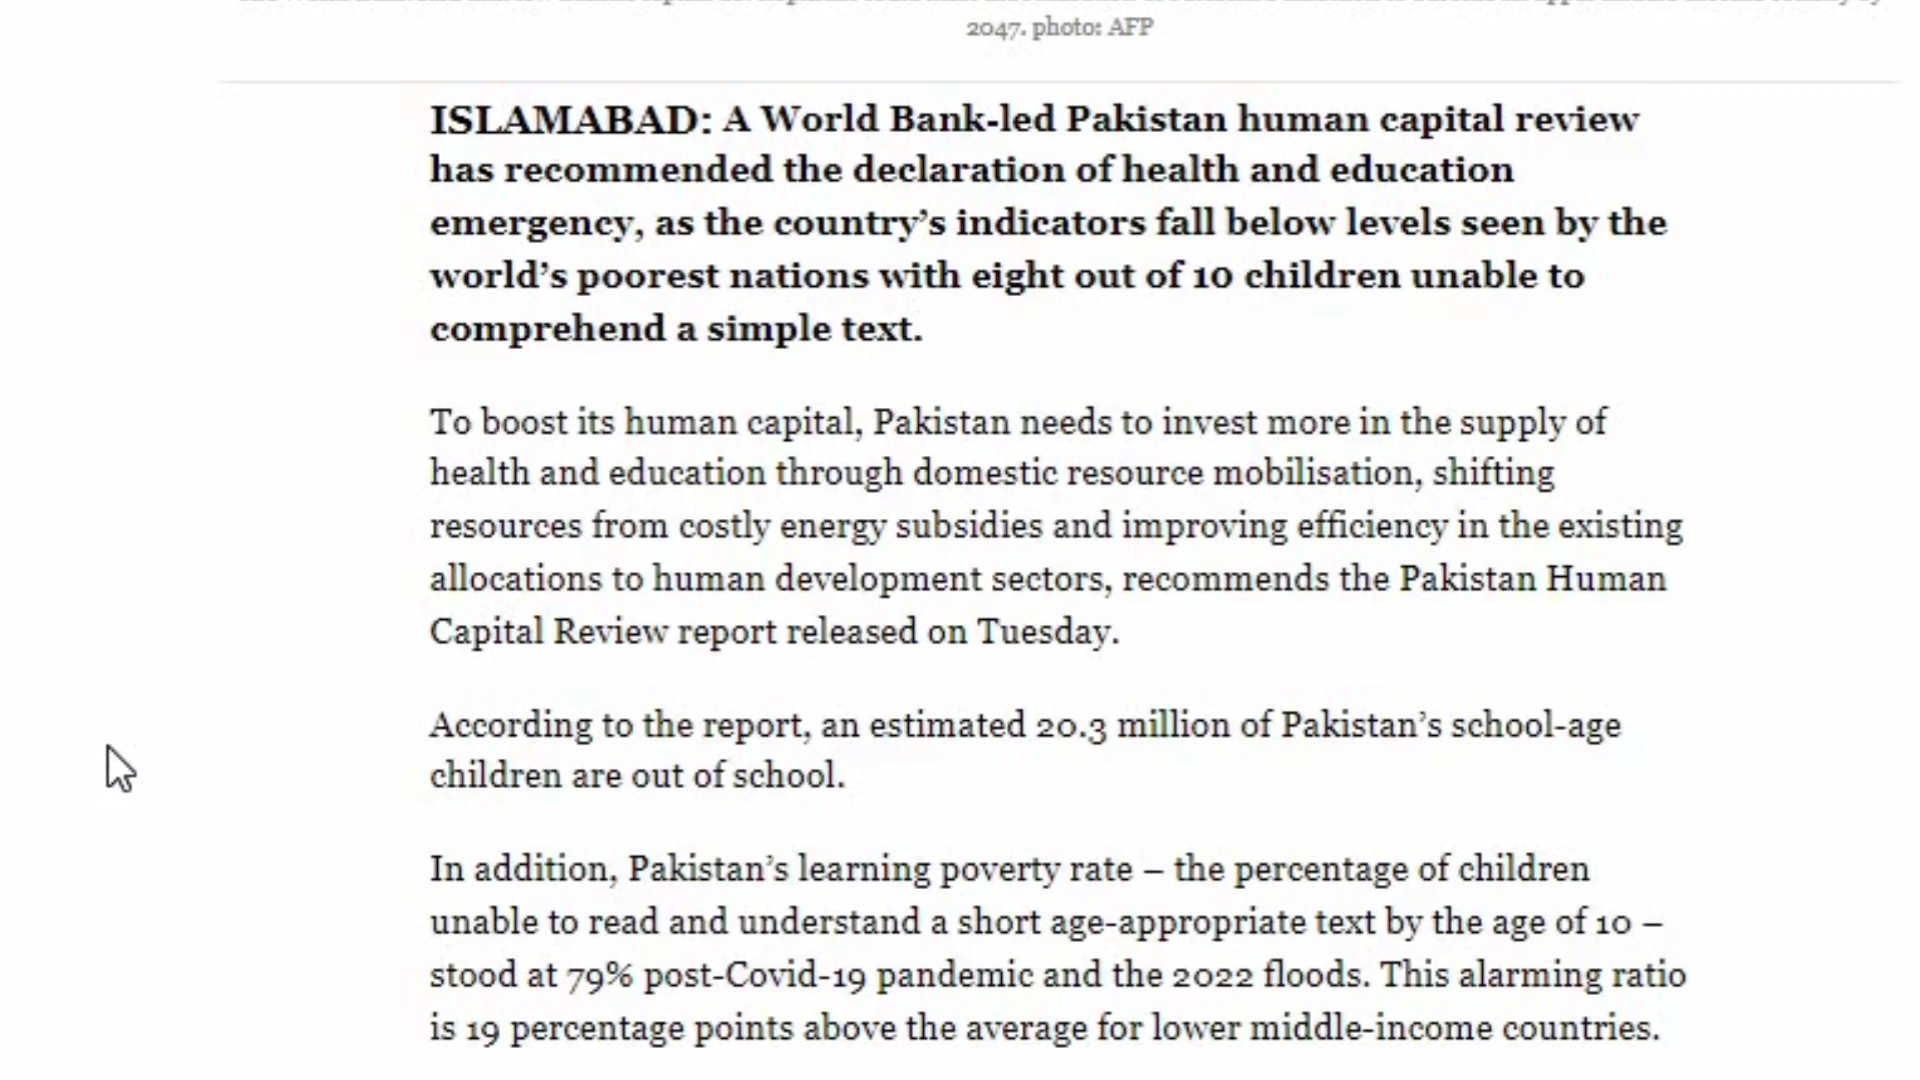 2047. photo: AFP
ISLAMABAD: A World Bank-led Pakistan human capital review
has recommended the declaration of health and education
emergency, as the country’s indicators fall below levels seen by the
world’s poorest nations with eight out of 10 children unable to
comprehend a simple text.
To boost its human capital, Pakistan needs to invest more in the supply of
health and education through domestic resource mobilisation, shifting
resources from costly energy subsidies and improving efficiency in the existing
allocations to human development sectors, recommends the Pakistan Human
Capital Review report released on Tuesday.
According to the report, an estimated 20.3 million of Pakistan’s school-age
children are out of school.
In addition, Pakistan’s learning poverty rate – the percentage of children
unable to read and understand a short age-appropriate text by the age of 10 –
stood at 79% post-Covid-19 pandemic and the 2022 floods. This alarming ratio
is 19 percentage points above the average for lower middle-income countries.